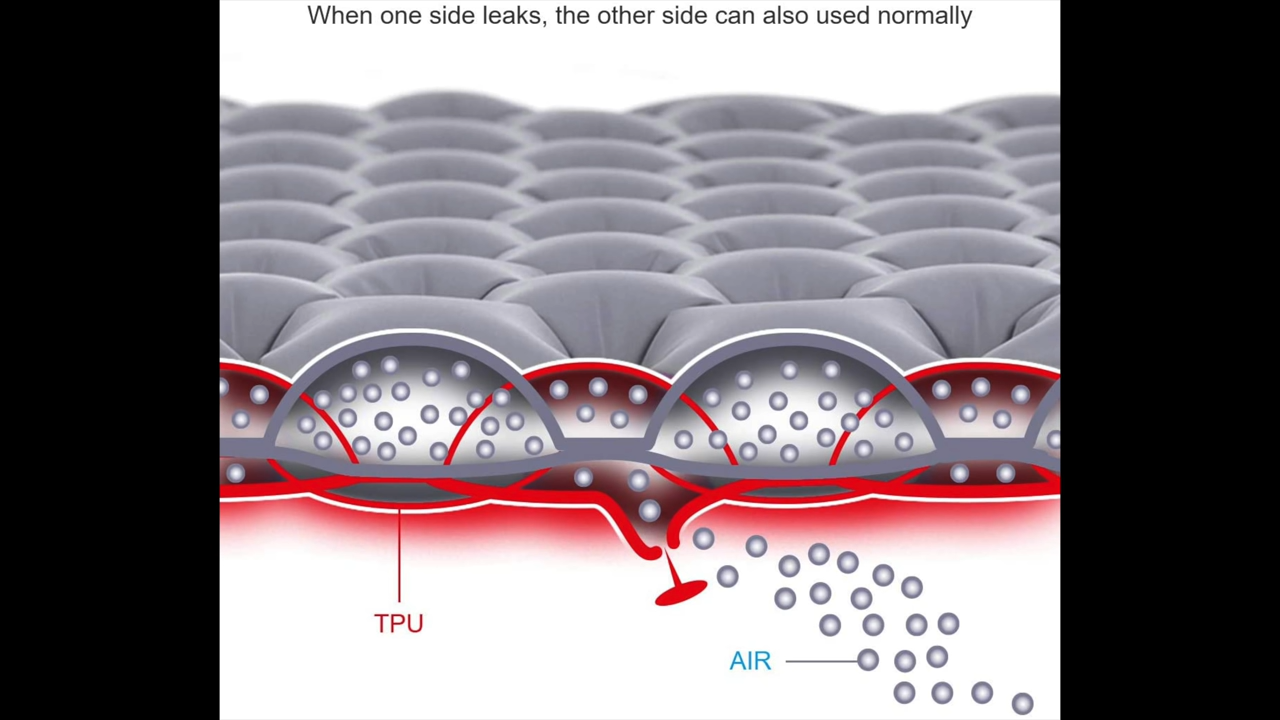 When one side leaks, the other side can also used normally
TPU
AIR